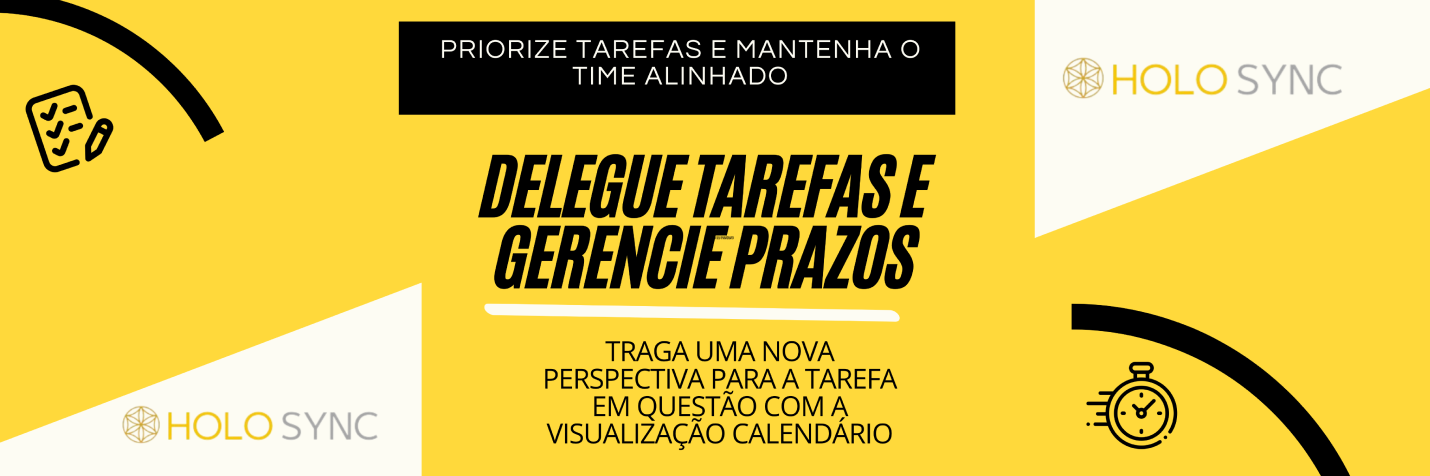 PRIORIZE TAREFAS E MANTENHA O
TIME ALINHADO
HOLO SYNC
DELEGUE TAREFAS E
GERENCIE PRAZOS
TRAGA UMA NOVA
PERSPECTIVA PARA A TAREFA
EM QUESTÃO COM A
VISUALIZAÇÃO CALENDÁRIO
HOLO SYNC